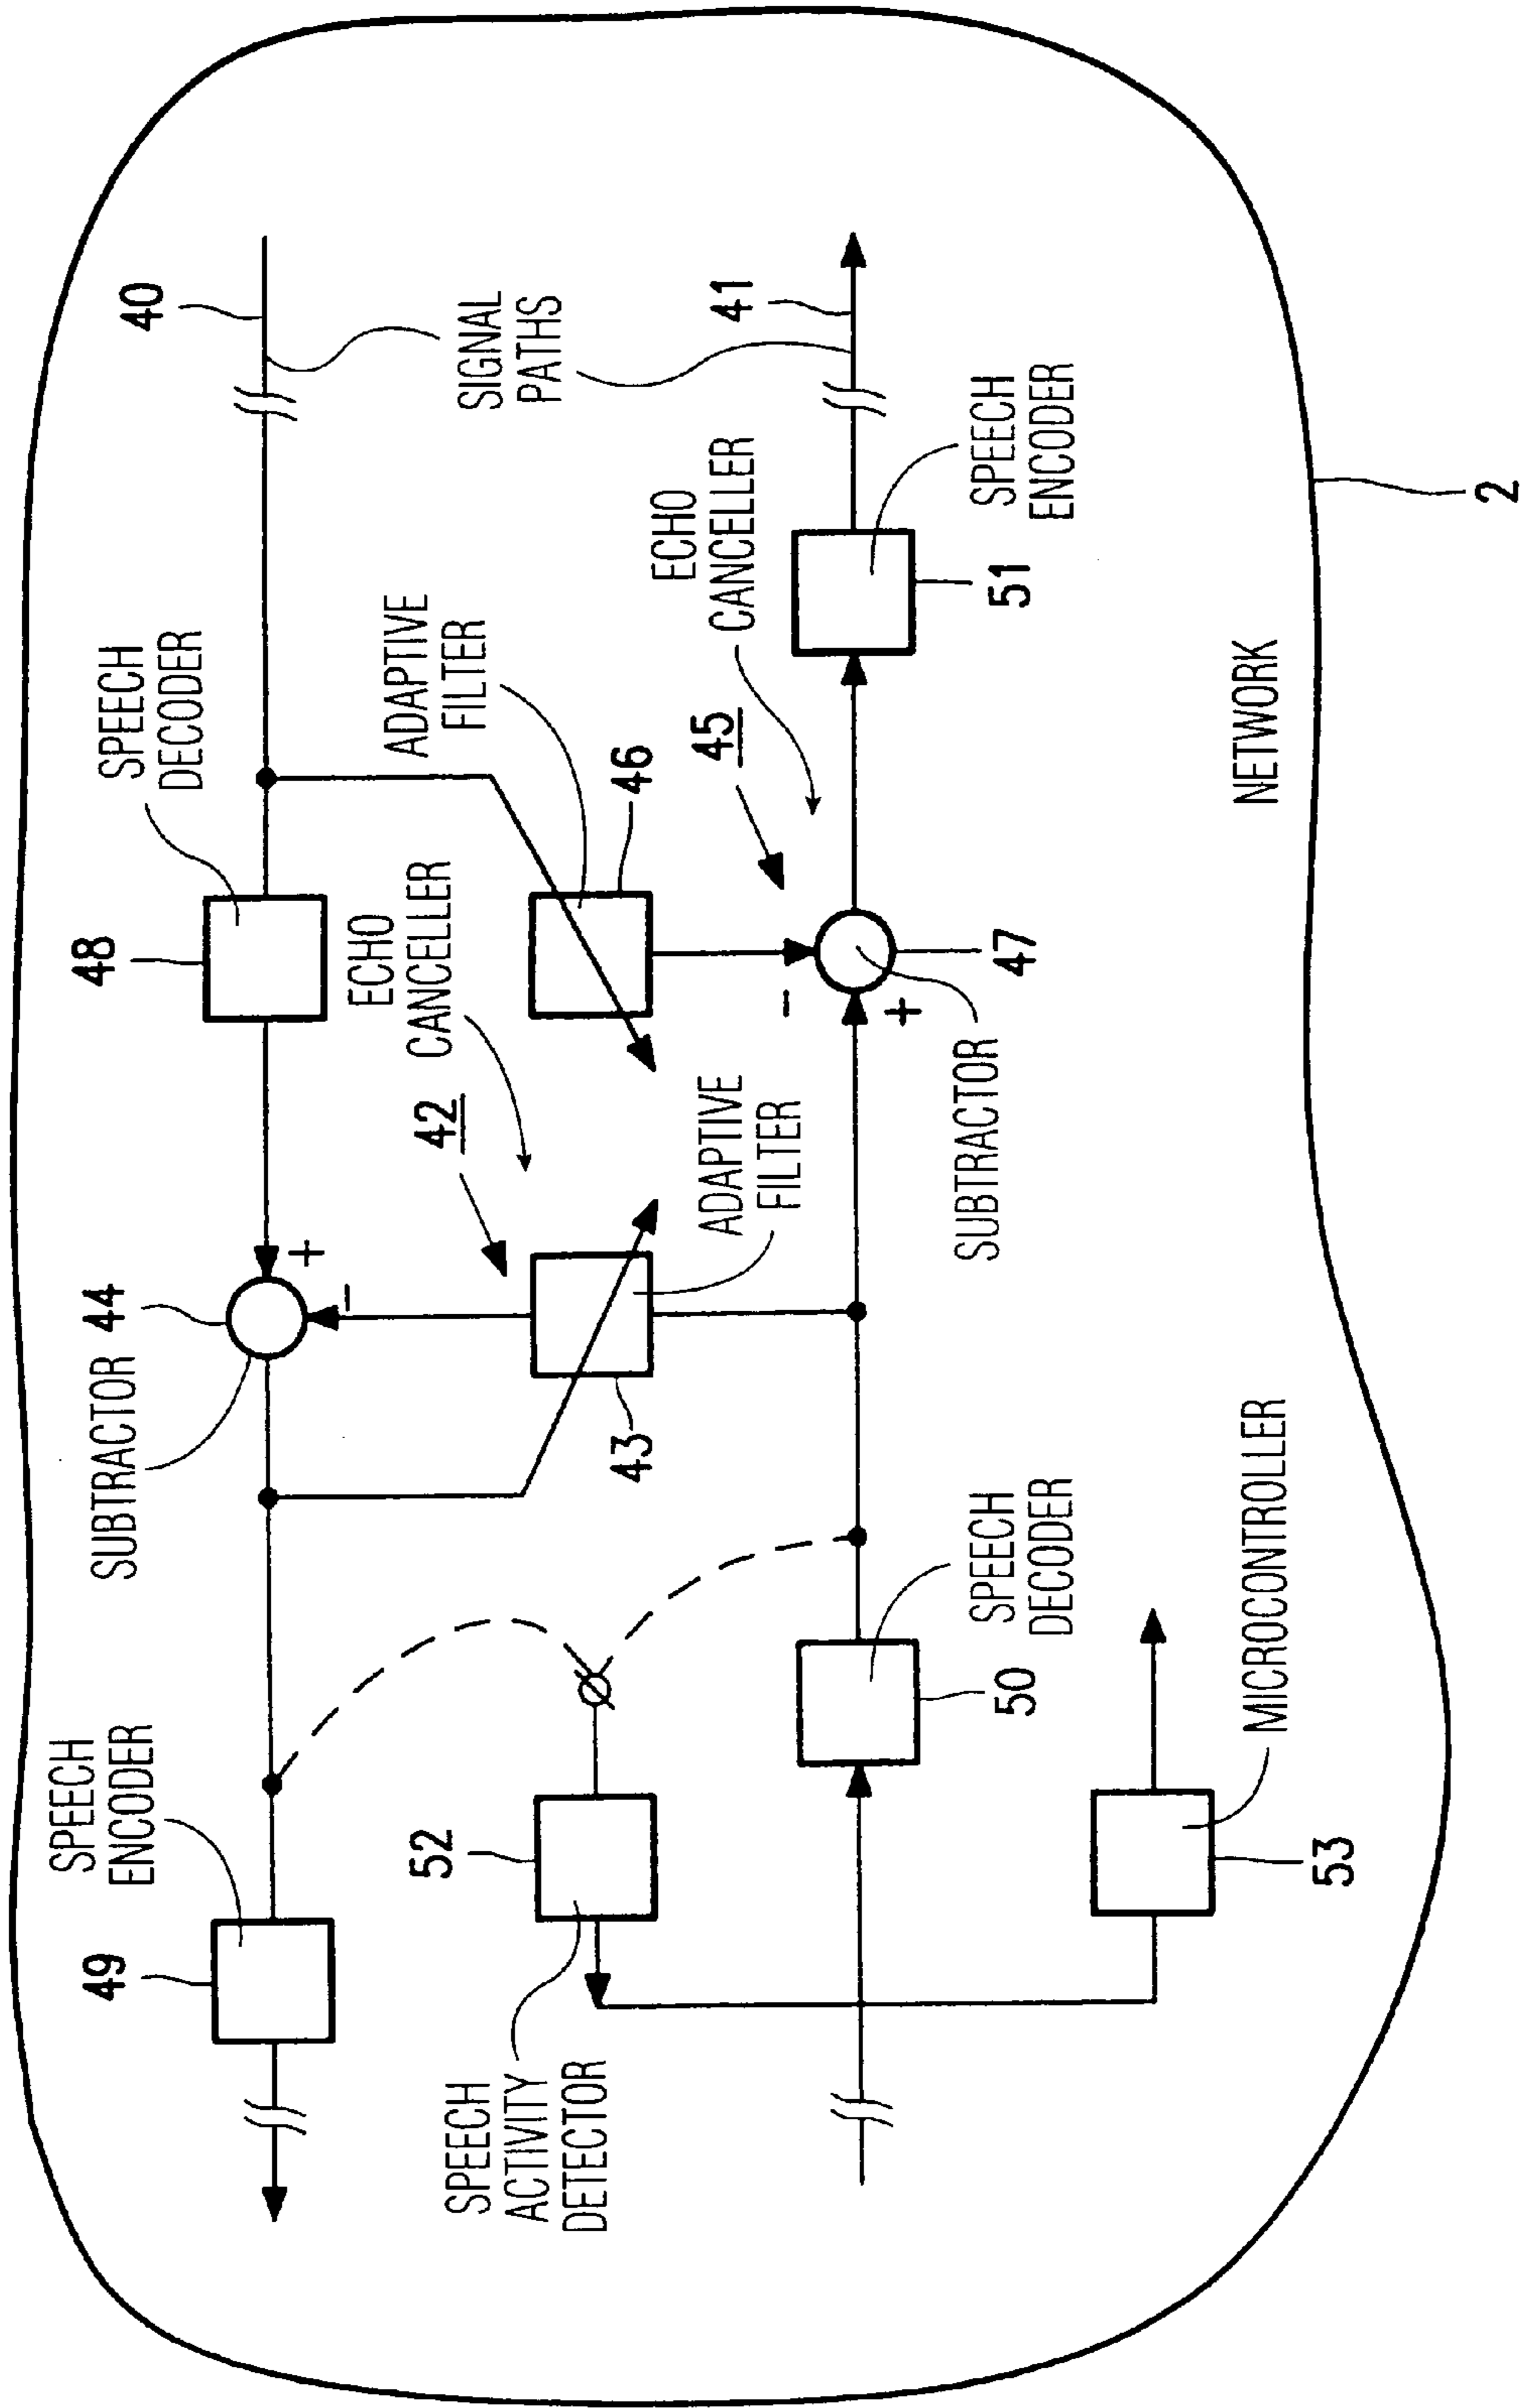 SPEECH
ENCODER
49
SUBTRACTOR
44
48
SPEECH
DECODER
40
SIGNAL
PATHS
SPEECH
ACTIVITY
DETECTOR
52
42
ECHO
CANCELLER
+
-
43
ADAPTIVE
FILTER
ADAPTIVE
FILTER
46
45
ECHO
CANCELLER
41
-
+
47
SUBTRACTOR
50
SPEECH
DECODER
51
SPEECH
ENCODER
53
MICROCONTROLLER
NETWORK
2